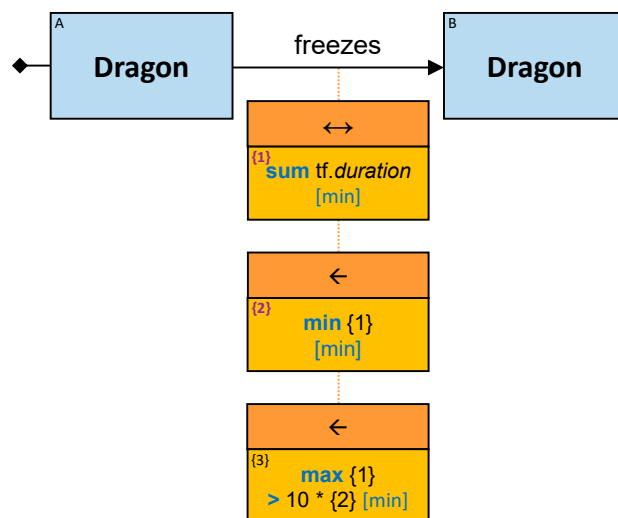 A
Dragon
freezes
B
Dragon
↔
{1}
sum tf.duration
[min]
←
{2}
min {1}
[min]
←
{3}
max {1}
> 10 * {2} [min]